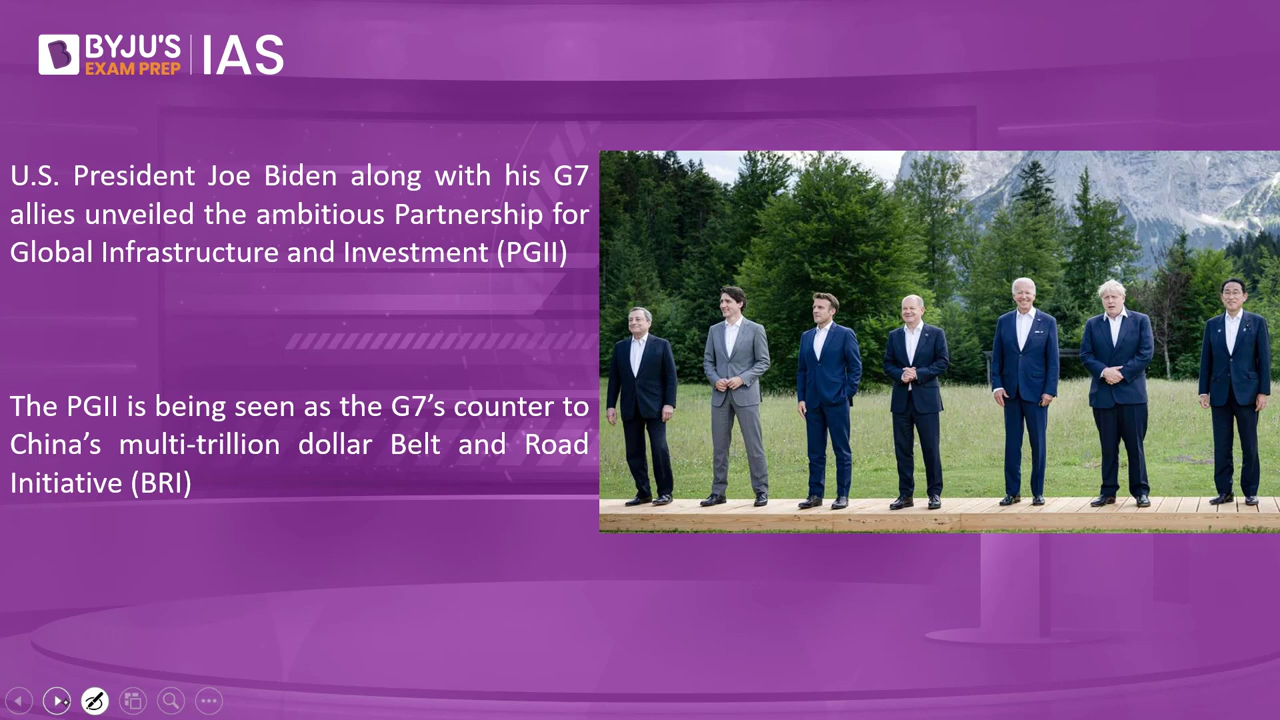 BYJU'S
EXAM PREP
IAS
U.S. President Joe Biden along with his G7
allies unveiled the ambitious Partnership for
Global Infrastructure and Investment (PGII)
The PGII is being seen as the G7’s counter to
China’s multi-trillion dollar Belt and Road
Initiative (BRI)